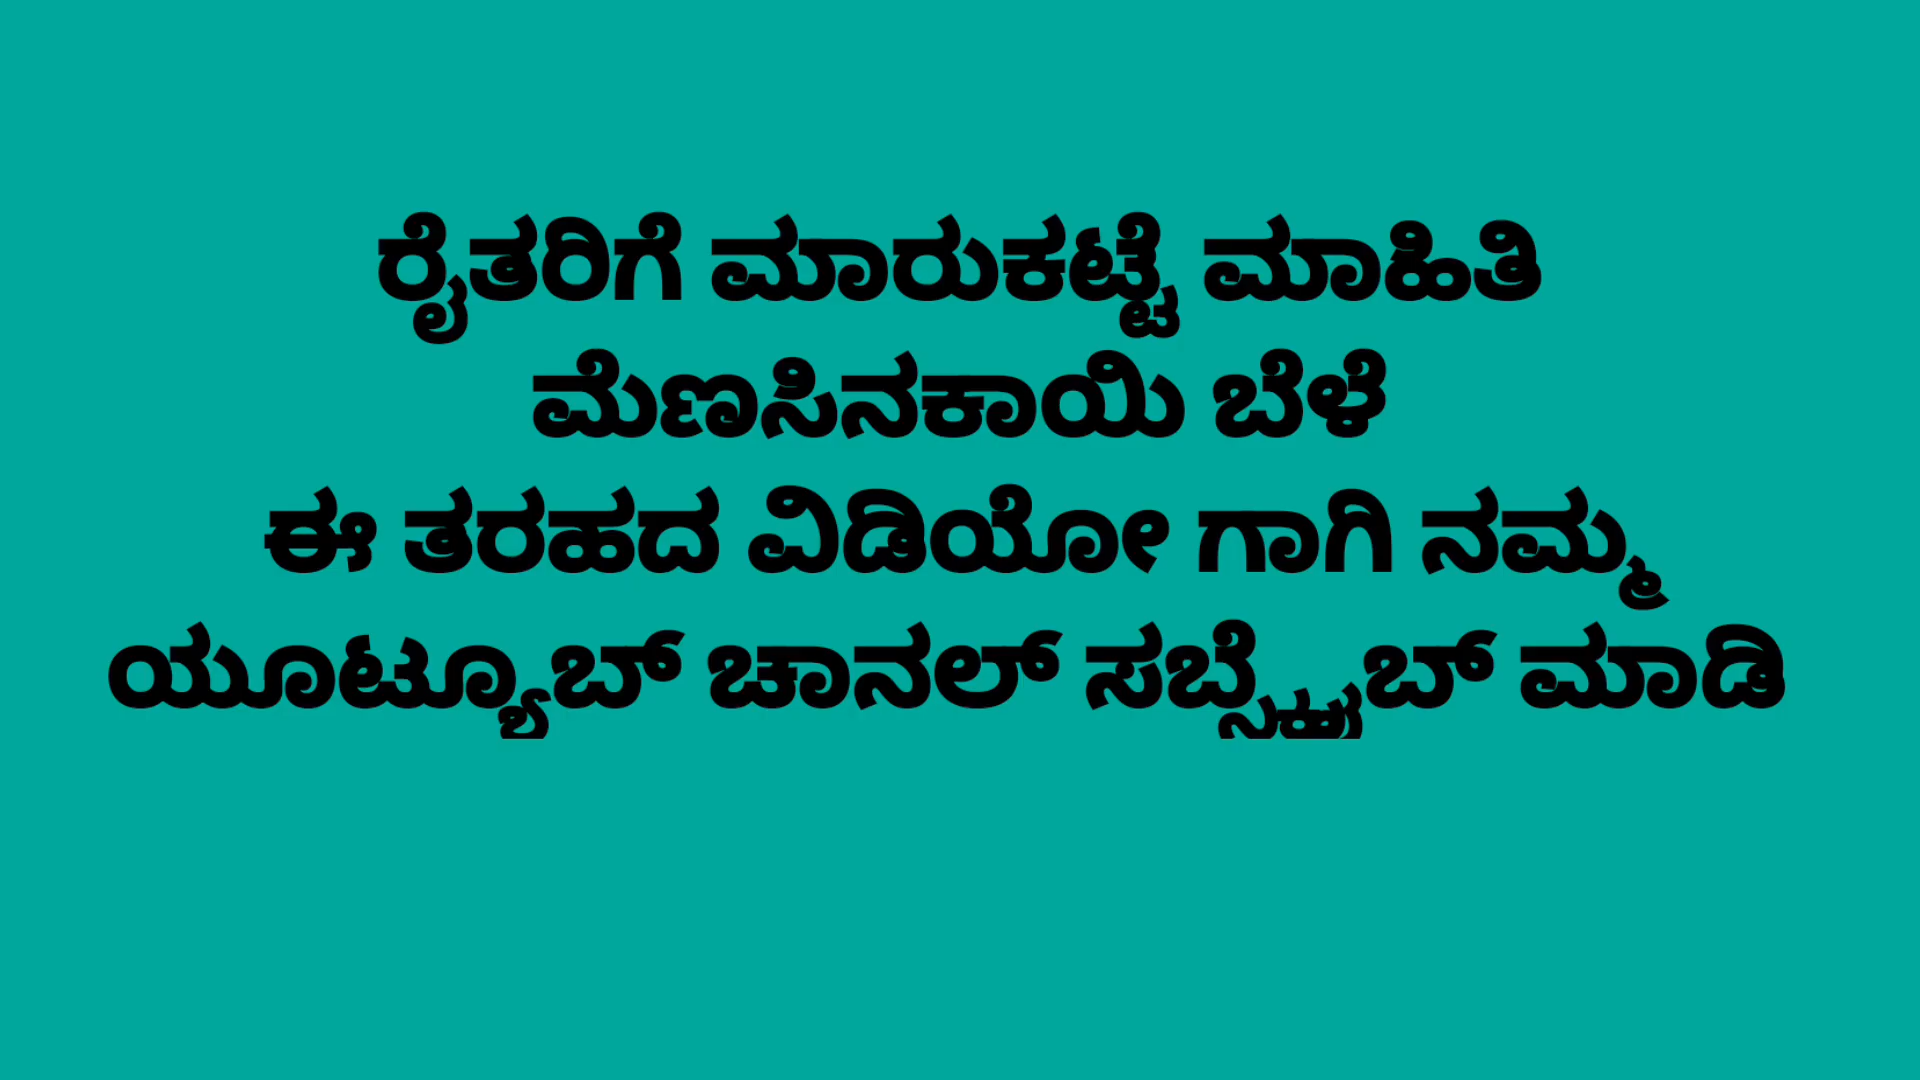 ರೈತರಿಗೆ ಮಾರುಕಟ್ಟೆ ಮಾಹಿತಿ
ಮೆಣಸಿನಕಾಯಿ ಬೆಳೆ
ಈ ತರಹದ ವಿಡಿಯೋ ಗಾಗಿ ನಮ್ಮ
ಯೂಟ್ಯೂಬ್ ಚಾನಲ್ ಸಬ್ಸ್ಕ್ರೈಬ್ ಮಾಡಿ